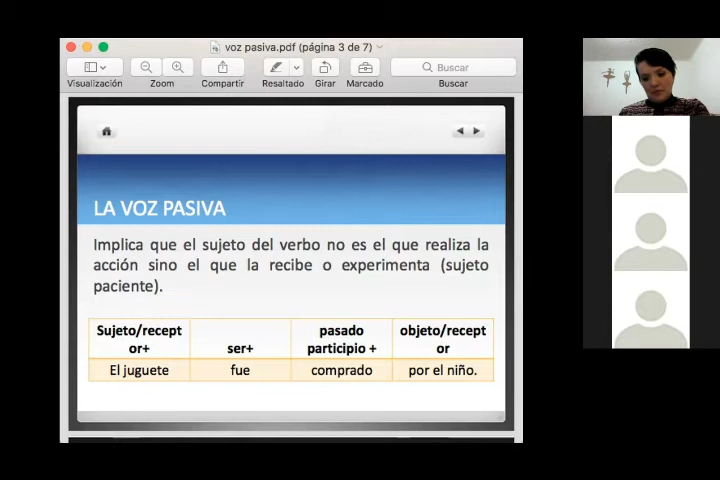 voz pasiva.pdf (página 3 de 7)
Buscar
Visualización Zoom Compartir Resaltado Girar Marcado Buscar
LA VOZ PASIVA
Implica que el sujeto del verbo no es el que realiza la
acción sino el que la recibe o experimenta (sujeto
paciente).
Sujeto/recept pasado objeto/recept
or+ ser+ participio + or
El juguete fue comprado por el niño.